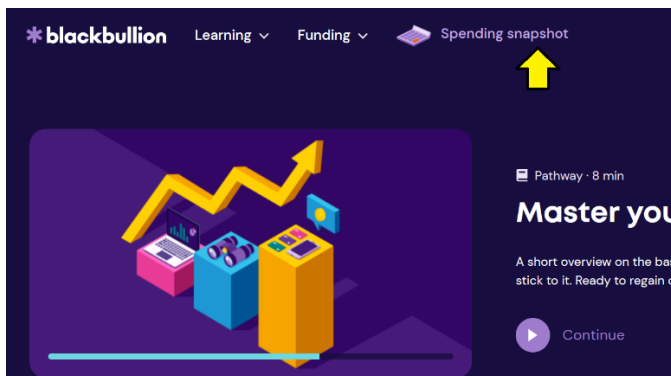 blackbullion Learning Funding Spending snapshot
Pathway · 8 min
Master you
A short overview on the bas
stick to it. Ready to regain c
Continue